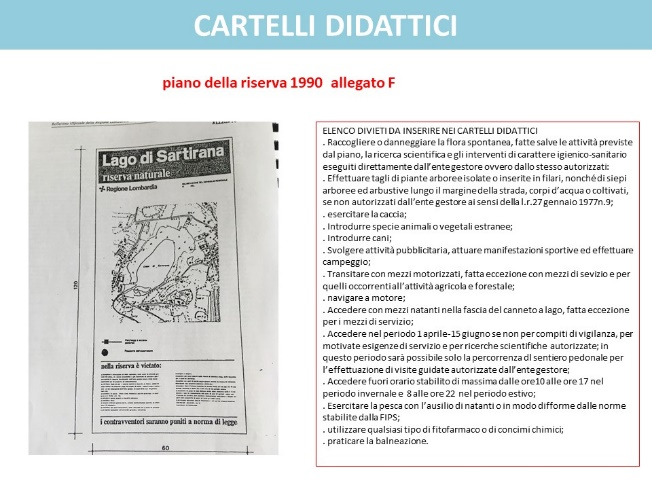 CARTELLI DIDATTICI
piano della riserva 1990 allegato F
Lago di Sartirana
riserva naturale
Regione Lombardia
120
nella riserva è vietato:
i contravventori saranno puniti a norma di legge
60
ELENCO DIVIETI DA INSERIRE NEI CARTELLI DIDATTICI
. Raccogliere o danneggiare la flora spontanea, fatte salve le attività previste
dal piano, la ricerca scientifica e gli interventi di carattere igienico-sanitario
eseguiti direttamente dall'ente gestore ovvero dallo stesso autorizzati:
. Effettuare tagli di piante arboree isolate o inserite in filari, nonché di siepi
arboree ed arbustive lungo il margine della strada, corpi d'acqua o coltivati,
se non autorizzati dall'ente gestore ai sensi della l.r.27 gennaio 1977n.9;
. esercitare la caccia;
. Introdurre specie animali o vegetali estranee;
. Introdurre cani;
. Svolgere attività pubblicitaria, attuare manifestazioni sportive ed effettuare
campeggio;
. Transitare con mezzi motorizzati, fatta eccezione con mezzi di sevizio e per
quelli occorrenti all'attività agricola e forestale;
. navigare a motore;
. Accedere con mezzi natanti nella fascia del canneto a lago, fatta eccezione
per i mezzi di servizio;
. Accedere nel periodo 1 aprile-15 giugno se non per compiti di vigilanza, per
motivate esigenze di servizio e per ricerche scientifiche autorizzate; in
questo periodo sarà possibile solo la percorrenza dl sentiero pedonale per
l'effettuazione di visite guidate autorizzate dall'ente gestore;
. Accedere fuori orario stabilito di massima dalle ore10 alle ore 17 nel
periodo invernale e 8 alle ore 22 nel periodo estivo;
. Esercitare la pesca con l'ausilio di natanti o in modo difforme dalle norme
stabilite dalla FIPS;
. utilizzare qualsiasi tipo di fitofarmaco o di concimi chimici;
. praticare la balneazione.